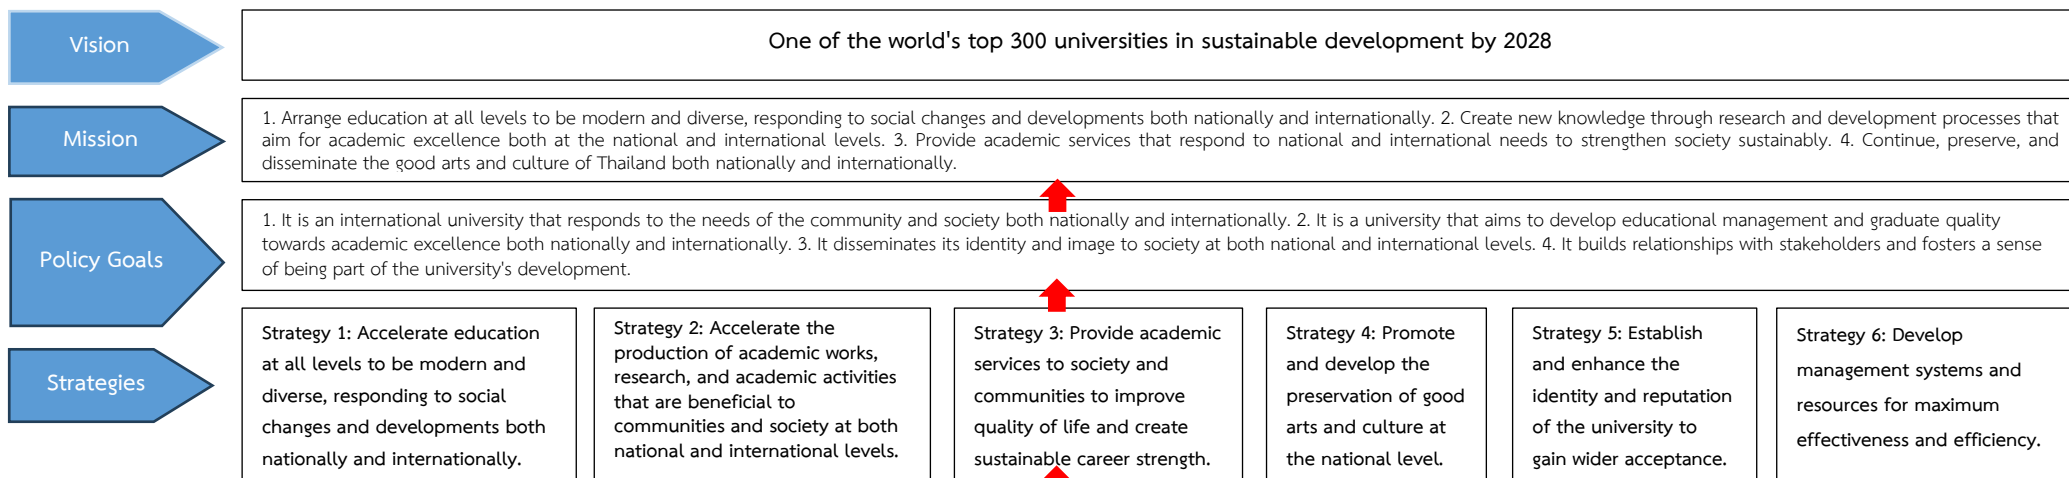 Vision
One of the world's top 300 universities in sustainable development by 2028
Mission
1. Arrange education at all levels to be modern and diverse, responding to social changes and developments both nationally and internationally. 2. Create new knowledge through research and development processes that
aim for academic excellence both at the national and international levels. 3. Provide academic services that respond to national and international needs to strengthen society sustainably. 4. Continue, preserve, and
disseminate the good arts and culture of Thailand both nationally and internationally.
Policy Goals
1. It is an international university that responds to the needs of the community and society both nationally and internationally. 2. It is a university that aims to develop educational management and graduate quality
towards academic excellence both nationally and internationally. 3. It disseminates its identity and image to society at both national and international levels. 4. It builds relationships with stakeholders and fosters a sense
of being part of the university's development.
Strategies
Strategy 1: Accelerate education
at all levels to be modern and
diverse, responding to social
changes and developments both
nationally and internationally.
Strategy 2: Accelerate the
production of academic works,
research, and academic activities
that are beneficial to
communities and society at both
national and international levels.
Strategy 3: Provide academic
services to society and
communities to improve
quality of life and create
sustainable career strength.
Strategy 4: Promote
and develop the
preservation of good
arts and culture at
the national level.
Strategy 5: Establish
and enhance the
identity and reputation
of the university to
gain wider acceptance.
Strategy 6: Develop
management systems and
resources for maximum
effectiveness and efficiency.